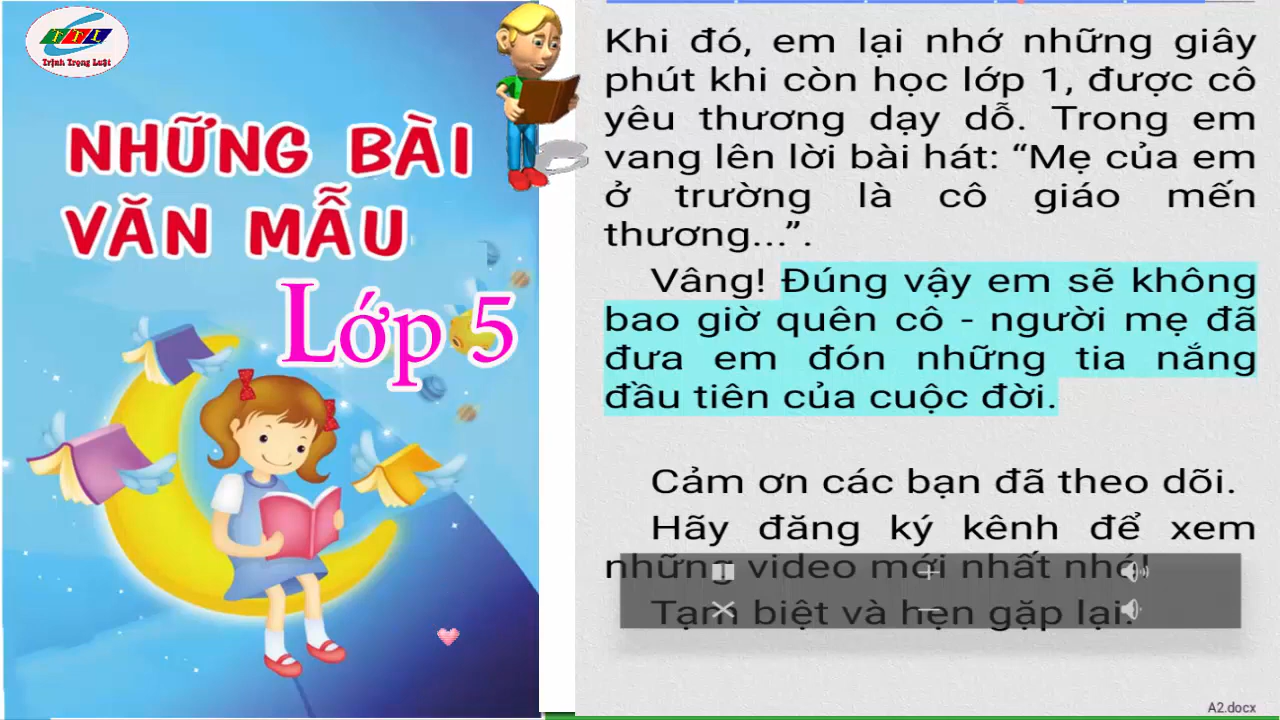 TTL
Trịnh Trọng Luật
NHỮNG BÀI
VĂN MẪU
Lớp 5
Khi đó, em lại nhớ những giây
phút khi còn học lớp 1, được cô
yêu thương dạy dỗ. Trong em
vang lên lời bài hát: “Mẹ của em
ở trường là cô giáo mến
thương...”.
Vâng! Đúng vậy em sẽ không
bao giờ quên cô - người mẹ đã
đưa em đón những tia nắng
đầu tiên của cuộc đời.
Cảm ơn các bạn đã theo dõi.
Hãy đăng ký kênh để xem
những video mới nhất nhé!
Tạm biệt và hẹn gặp lại.
A2.docx